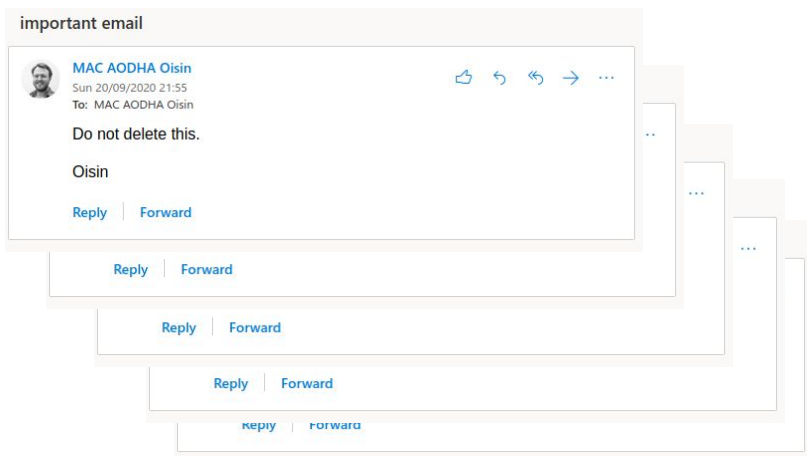 important email
MAC AODHA Oisin
Sun 20/09/2020 21:55
To: MAC AODHA Oisin
Do not delete this.
Oisin
Reply Forward
Reply Forward
Reply Forward
Reply Forward
Reply Forward